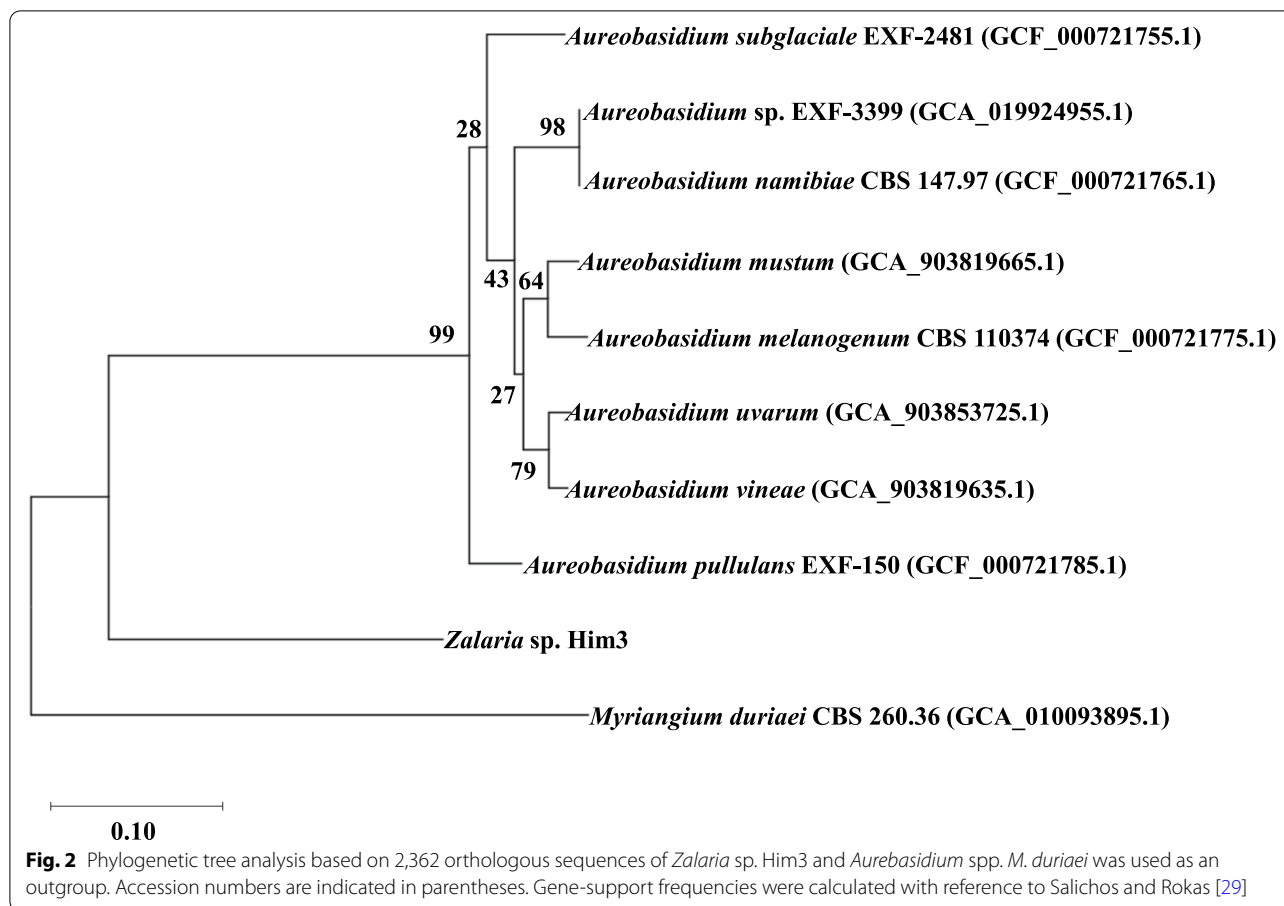 Aureobasidium subglaciale EXF-2481 (GCF_000721755.1)
Aureobasidium sp. EXF-3399 (GCA_019924955.1)
28
98
Aureobasidium namibiae CBS 147.97 (GCF_000721765.1)
Aureobasidium mustum (GCA_903819665.1)
43
64
Aureobasidium melanogenum CBS 110374 (GCF_000721775.1)
99
27
Aureobasidium uvarum (GCA_903853725.1)
79
Aureobasidium vineae (GCA_903819635.1)
Aureobasidium pullulans EXF-150 (GCF_000721785.1)
Zalaria sp. Him3
Myriangium duriaei CBS 260.36 (GCA_010093895.1)
0.10
Fig. 2 Phylogenetic tree analysis based on 2,362 orthologous sequences of Zalaria sp. Him3 and Aurebasidium spp. M. duriaei was used as an
outgroup. Accession numbers are indicated in parentheses. Gene-support frequencies were calculated with reference to Salichos and Rokas [29]